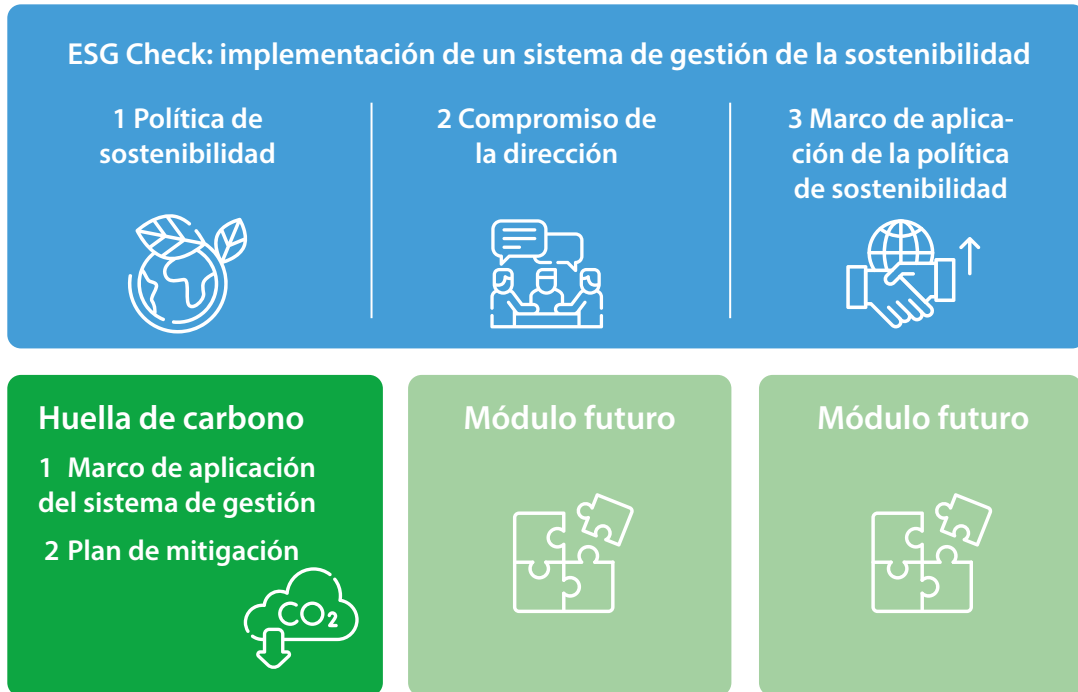 ESG Check: implementación de un sistema de gestión de la sostenibilidad
1 Política de
sostenibilidad
2 Compromiso de
la dirección
3 Marco de aplica-
ción de la política
de sostenibilidad
Huella de carbono
1 Marco de aplicación
del sistema de gestión
2 Plan de mitigación
CO₂
Módulo futuro
Módulo futuro